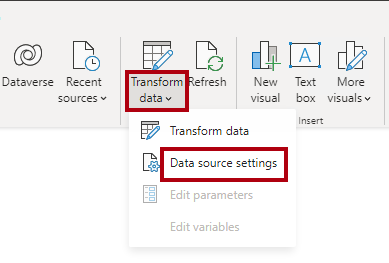 Dataverse
Recent
sources
Transform
data
Refresh
New
visual
Text
box
More
visuals
Insert
Transform data
Data source settings
Edit parameters
Edit variables